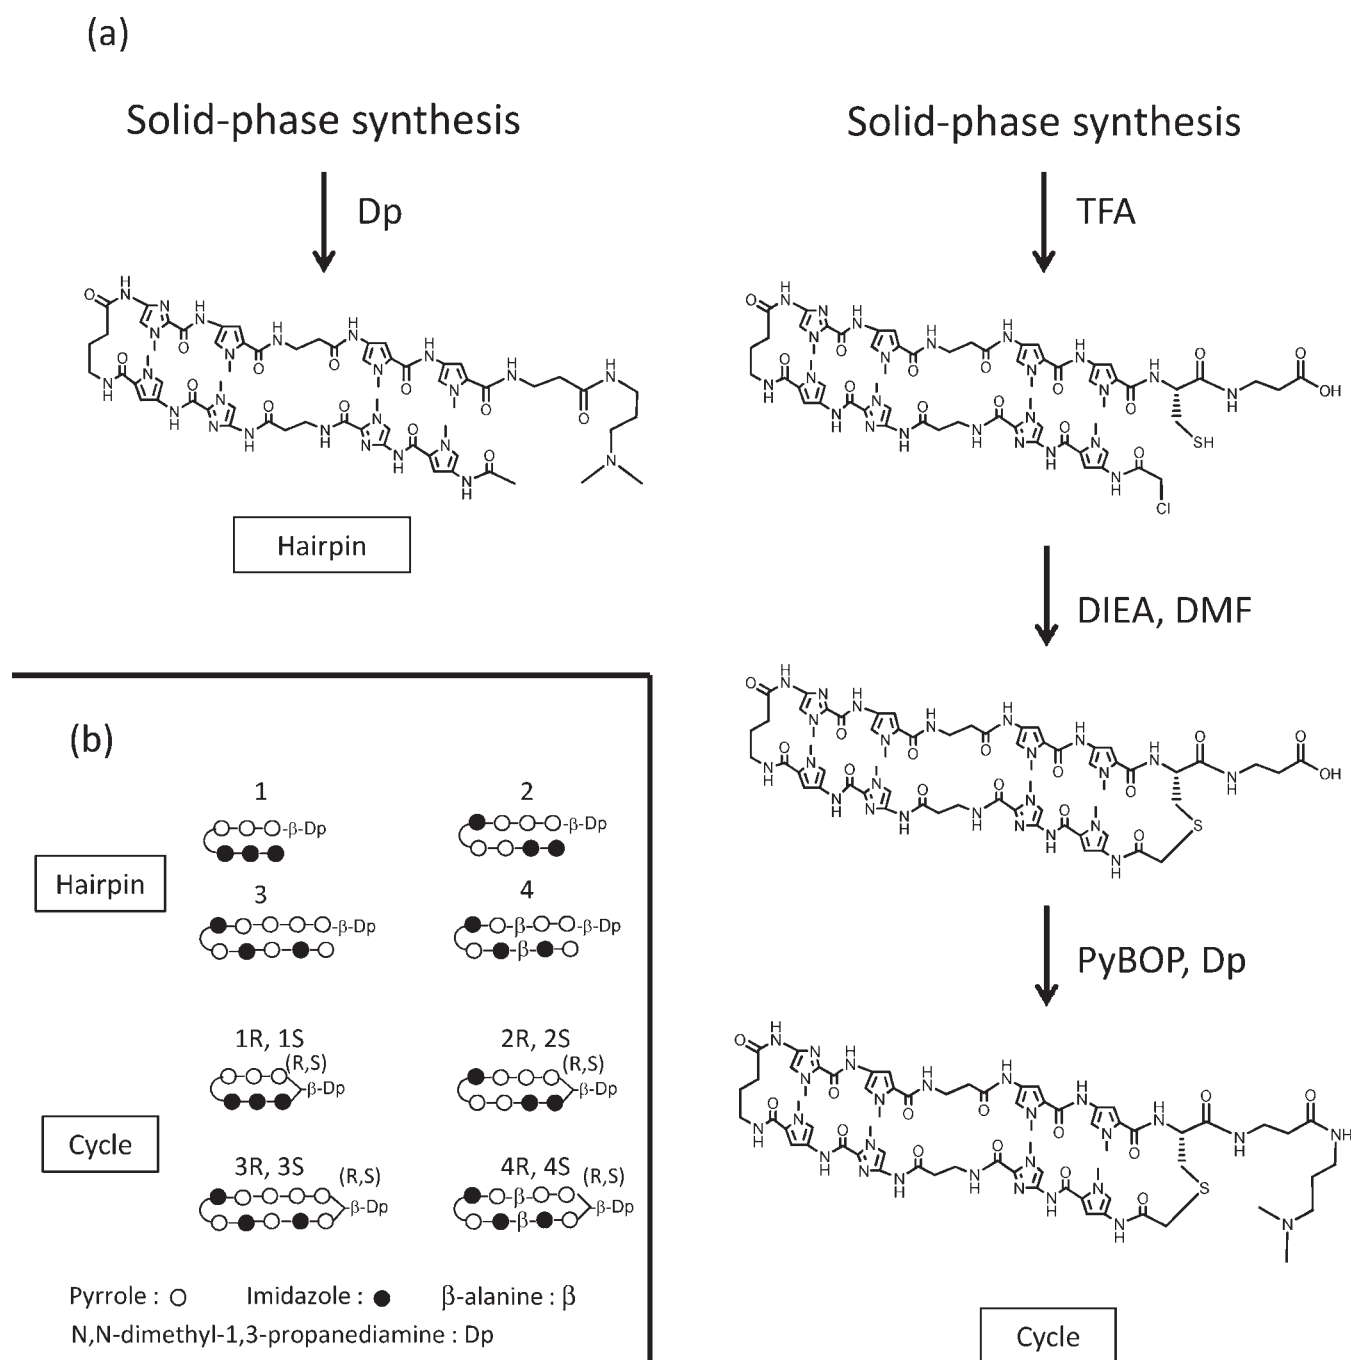 (a)
Solid-phase synthesis
Dp
Hairpin
Solid-phase synthesis
TFA
DIEA, DMF
PyBOP, Dp
Cycle
(b)
1
-β-Dp
2
-β-Dp
Hairpin
3
-β-Dp
4
β
-β-Dp
β
1R, 1S
(R,S)
-β-Dp
2R, 2S
(R,S)
-β-Dp
Cycle
3R, 3S
(R,S)
-β-Dp
4R, 4S
(R,S)
β
-β-Dp
β
Pyrrole : Imidazole : β-alanine : β
N,N-dimethyl-1,3-propanediamine : Dp